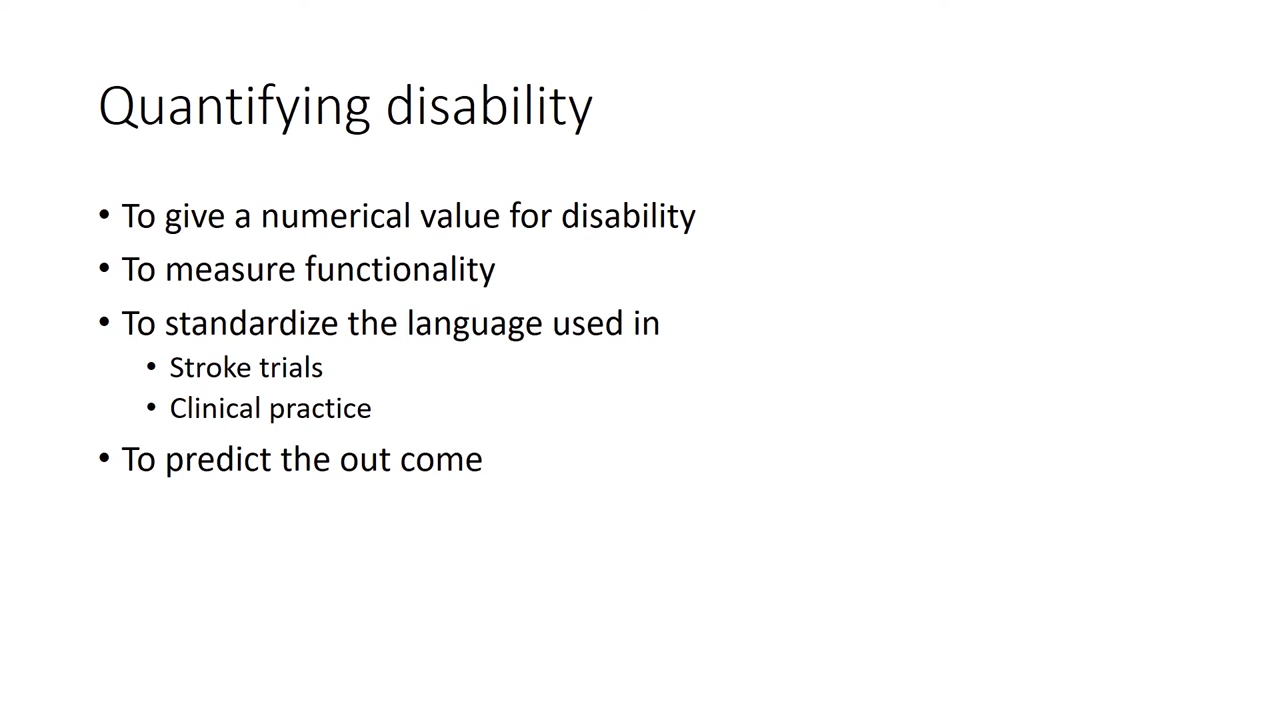 Quantifying disability
• To give a numerical value for disability
• To measure functionality
• To standardize the language used in
• Stroke trials
• Clinical practice
• To predict the out come